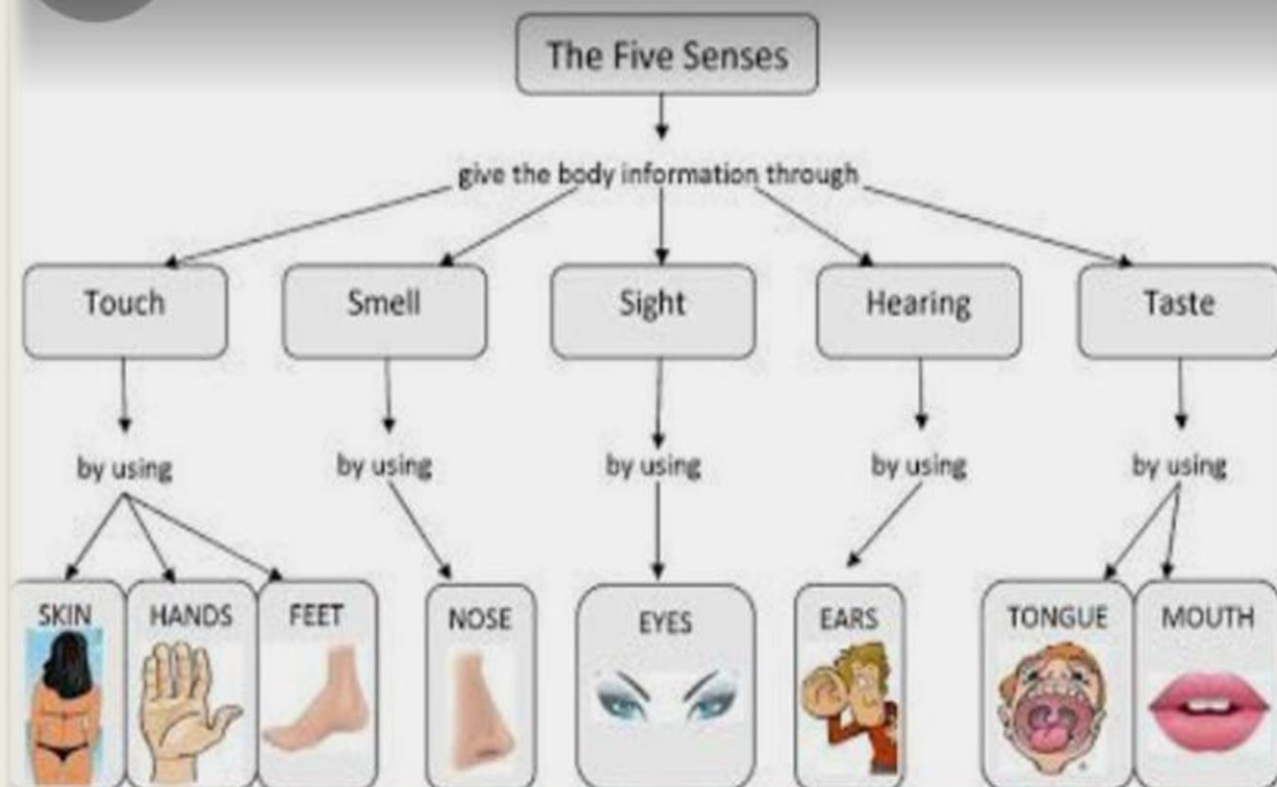 The Five Senses
give the body information through
Touch
Smell
Sight
Hearing
Taste
by using
by using
by using
by using
by using
SKIN
HANDS
FEET
NOSE
EYES
EARS
TONGUE
MOUTH